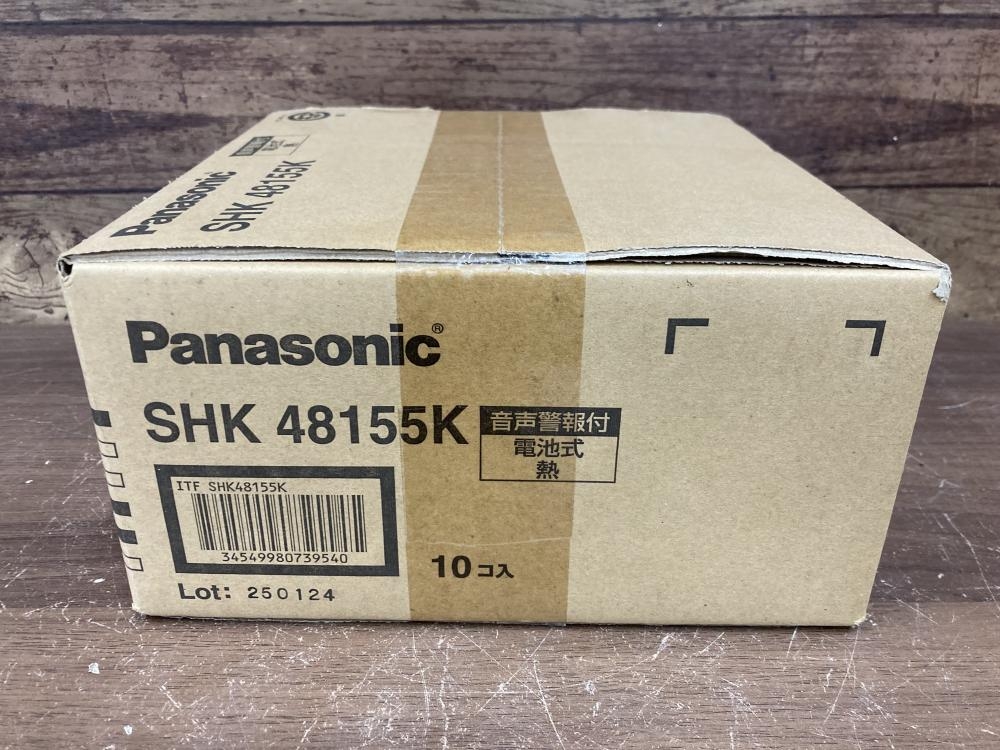 Panasonic
SHK 48155K
Panasonic®
SHK 48155K
音声警報付
電池式
熱
ITF SHK48155K
34549980739540
Lot: 250124
10コ入